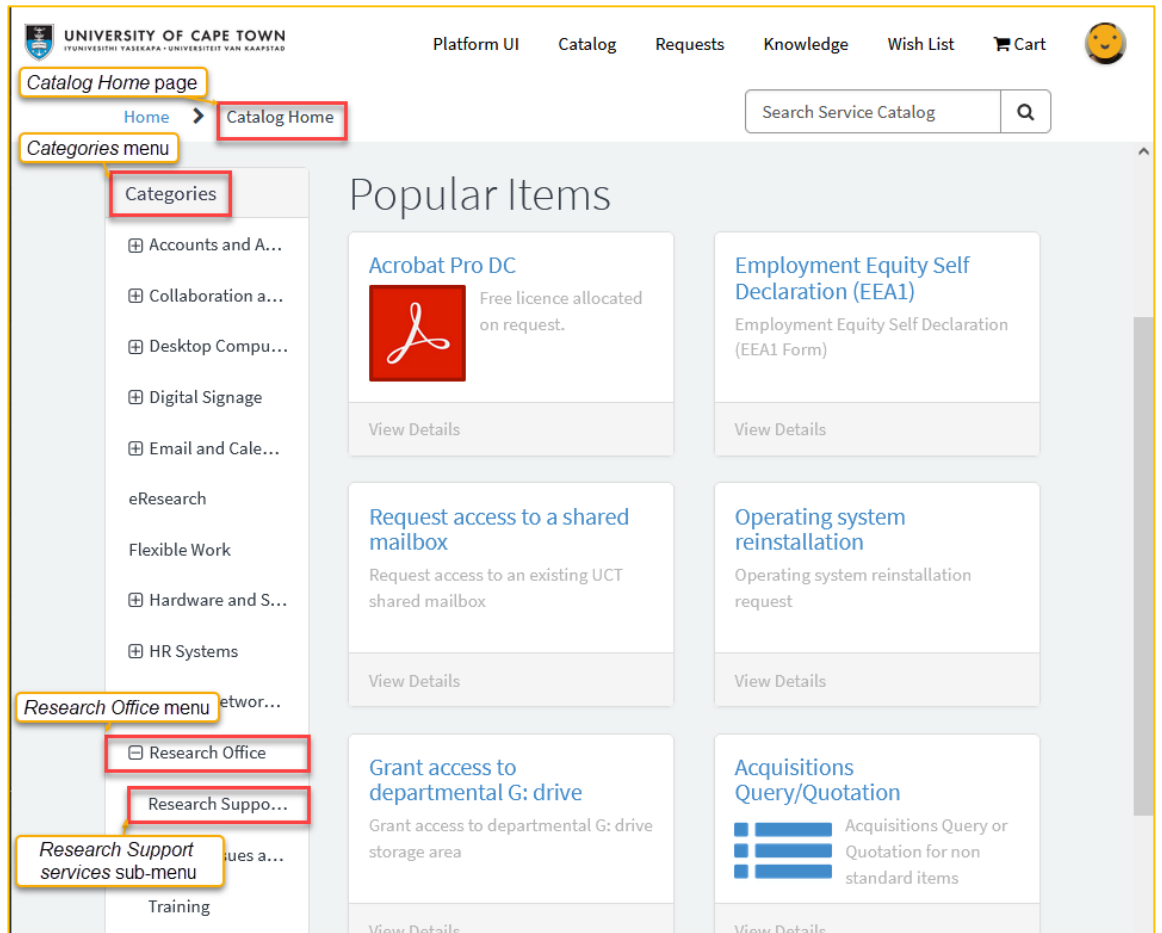 UNIVERSITY OF CAPE TOWN
IYUNIVESITHI YASEKAPA • UNIVERSITEIT VAN KAAPSTAD
Platform UI Catalog Requests Knowledge Wish List Cart
Catalog Home page
Home Catalog Home
Search Service Catalog
Categories menu
Categories
Accounts and A...
Collaboration a...
Desktop Compu...
Digital Signage
Email and Cale...
eResearch
Flexible Work
Hardware and S...
HR Systems
etwor...
Research Office menu
Research Office
Research Suppo...
Research Support
services sub-menu
ues a...
Training
Popular Items
Acrobat Pro DC
Free licence allocated
on request.
View Details
Employment Equity Self
Declaration (EEA1)
Employment Equity Self Declaration
(EEA1 Form)
View Details
Request access to a shared
mailbox
Request access to an existing UCT
shared mailbox
View Details
Operating system
reinstallation
Operating system reinstallation
request
View Details
Grant access to
departmental G: drive
Grant access to departmental G: drive
storage area
View Details
Acquisitions
Query/Quotation
Acquisitions Query or
Quotation for non
standard items
View Details